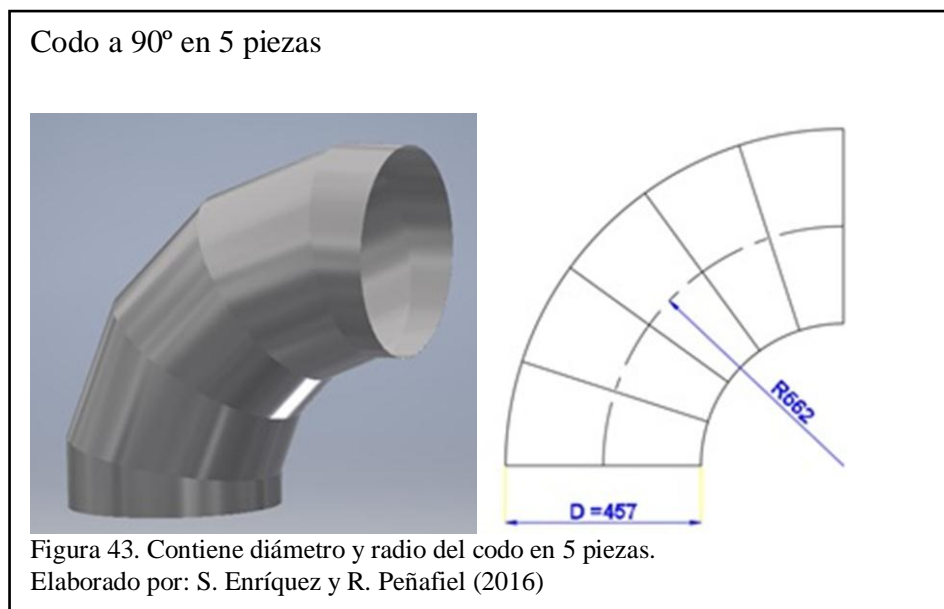 Codo a 90º en 5 piezas
R562
D =457
Figura 43. Contiene diámetro y radio del codo en 5 piezas.
Elaborado por: S. Enríquez y R. Peñafiel (2016)